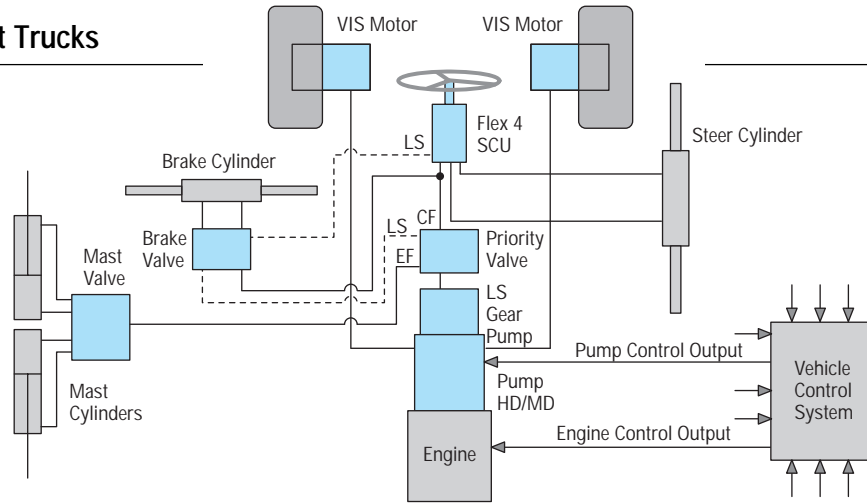 t Trucks
VIS Motor
VIS Motor
Flex 4
SCU
LS
Steer Cylinder
Brake Cylinder
CF
LS
Brake
Valve
Priority
Valve
EF
Mast
Valve
LS
Gear
Pump
Pump Control Output
Vehicle
Control
System
Pump
HD/MD
Mast
Cylinders
Engine Control Output
Engine